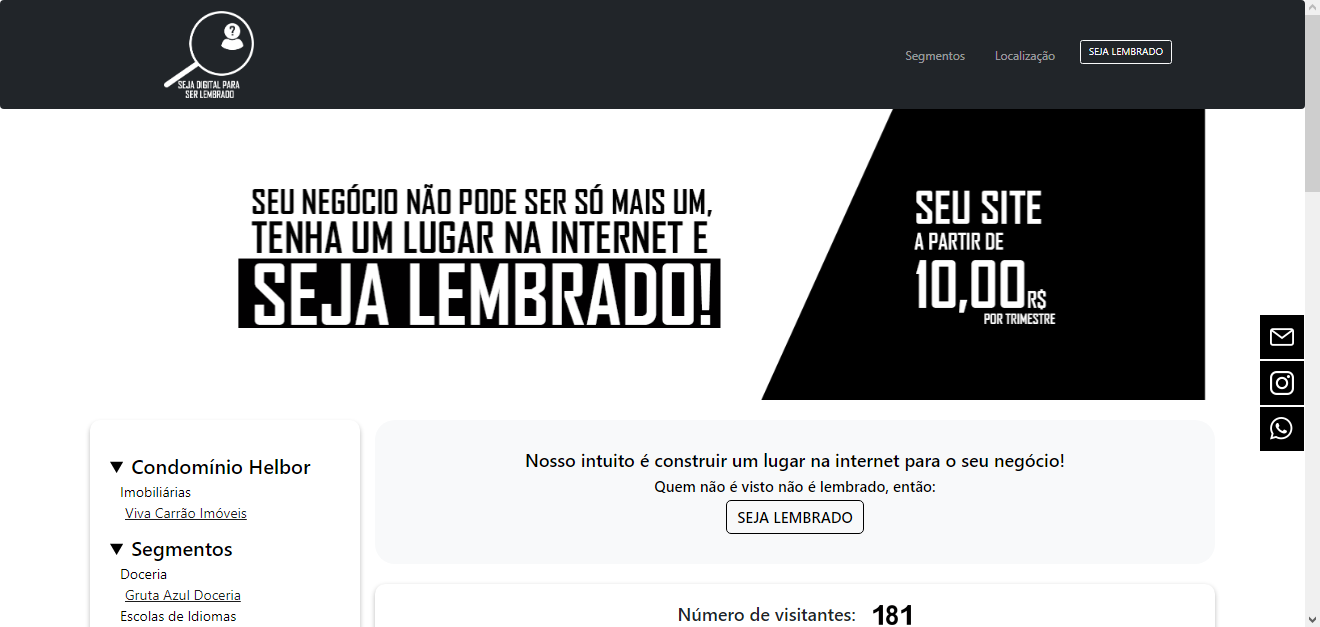 ?
SEJA DIGITAL PARA
SER LEMBRADO
Segmentos
Localização
SEJA LEMBRADO
SEU NEGÓCIO NÃO PODE SER SÓ MAIS UM,
TENHA UM LUGAR NA INTERNET E
SEJA LEMBRADO!
SEU SITE
A PARTIR DE
10,00R$
POR TRIMESTRE
▼ Condomínio Helbor
Imobiliárias
Viva Carrão Imóveis
▼ Segmentos
Doceria
Gruta Azul Doceria
Escolas de Idiomas
Nosso intuito é construir um lugar na internet para o seu negócio!
Quem não é visto não é lembrado, então:
SEJA LEMBRADO
Número de visitantes: 181